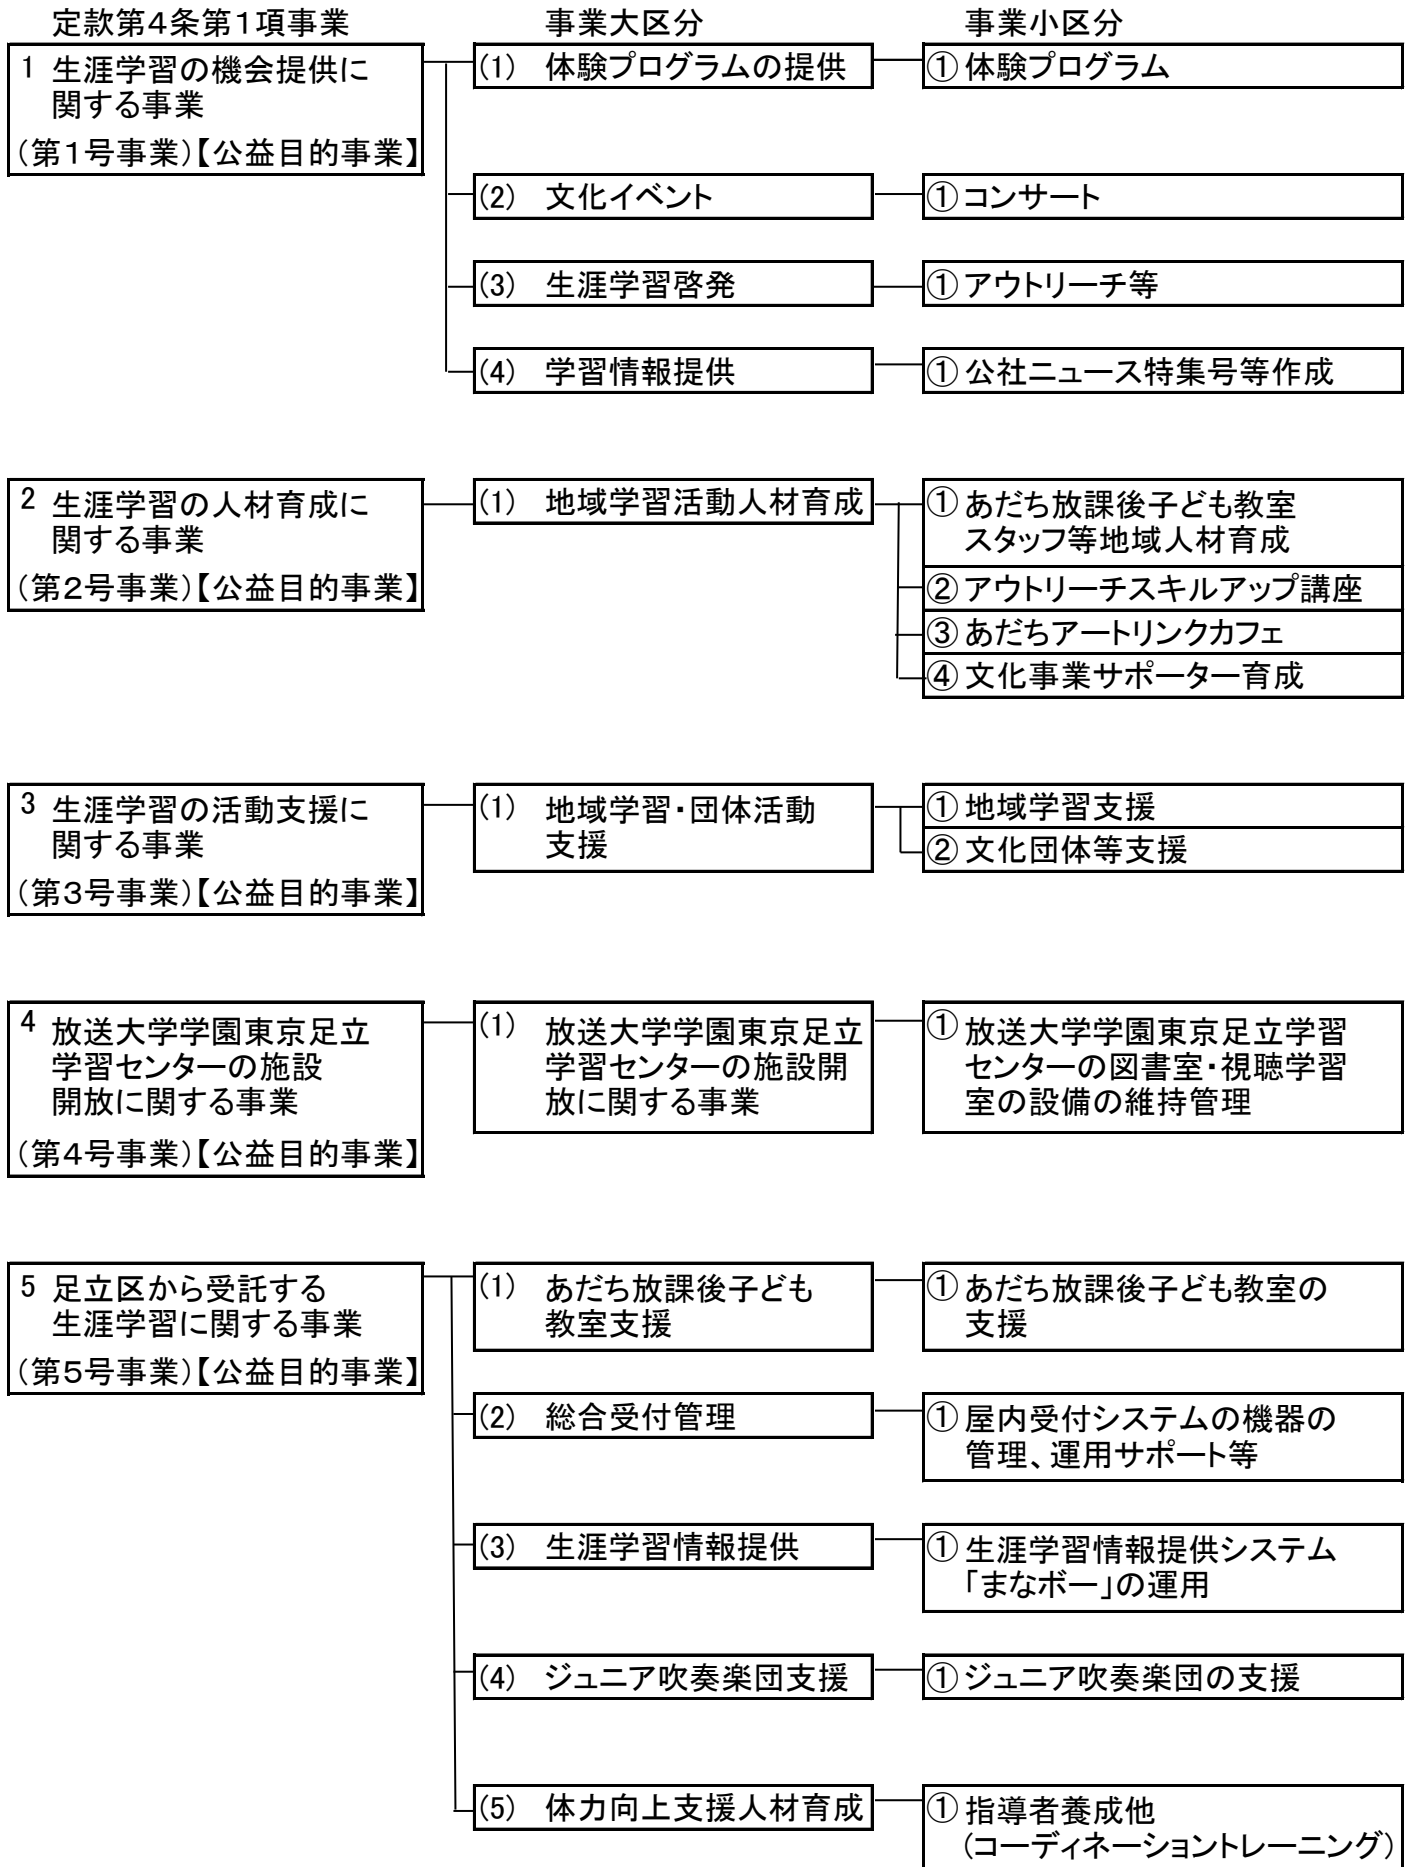 定款第4条第1項事業　事業大区分　事業小区分
1 生涯学習の機会提供に
関する事業
（第1号事業）【公益目的事業】
(1) 体験プログラムの提供
① 体験プログラム
(2) 文化イベント
① コンサート
(3) 生涯学習啓発
① アウトリーチ等
(4) 学習情報提供
① 公社ニュース特集号等作成
2 生涯学習の人材育成に
関する事業
（第2号事業）【公益目的事業】
(1) 地域学習活動人材育成
① あだち放課後子ども教室
スタッフ等地域人材育成
② アウトリーチスキルアップ講座
③ あだちアートリンクカフェ
④ 文化事業サポーター育成
3 生涯学習の活動支援に
関する事業
（第3号事業）【公益目的事業】
(1) 地域学習・団体活動
支援
① 地域学習支援
② 文化団体等支援
4 放送大学学園東京足立
学習センターの施設
開放に関する事業
（第4号事業）【公益目的事業】
(1) 放送大学学園東京足立
学習センターの施設開
放に関する事業
① 放送大学学園東京足立学習
センターの図書室・視聴学習
室の設備の維持管理
5 足立区から受託する
生涯学習に関する事業
（第5号事業）【公益目的事業】
(1) あだち放課後子ども
教室支援
① あだち放課後子ども教室の
支援
(2) 総合受付管理
① 屋内受付システムの機器の
管理、運用サポート等
(3) 生涯学習情報提供
① 生涯学習情報提供システム
「まなボー」の運用
(4) ジュニア吹奏楽団支援
① ジュニア吹奏楽団の支援
(5) 体力向上支援人材育成
① 指導者養成他
（コーディネーショントレーニング）